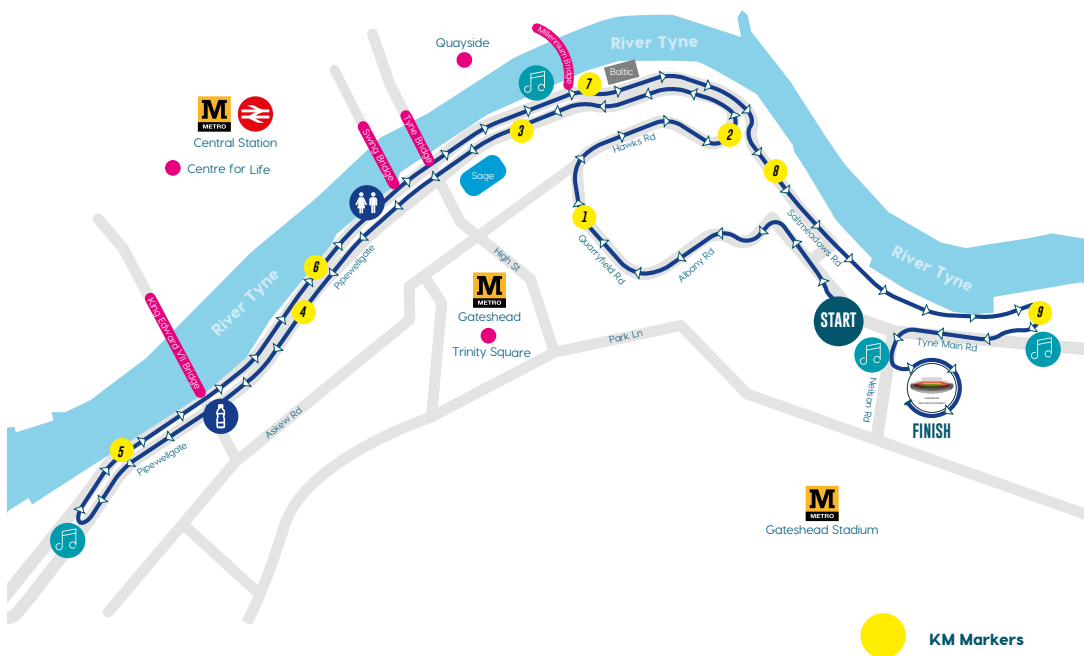 River Tyne
Quayside
Millennium Bridge
Baltic
7
M
METRO
Central Station
Centre for Life
Swing Bridge
Tyne Bridge
3
Hawks Rd
2
Sage
8
1
Quarryfield Rd
Albany Rd
Saltmeadows Rd
River Tyne
High St
6
Pipewellgate
River Tyne
4
M
METRO
Gateshead
Trinity Square
King Edward VII Bridge
Park Ln
START
9
Tyne Main Rd
Neilson Rd
FINISH
Askew Rd
5
Pipewellgate
M
METRO
Gateshead Stadium
KM Markers